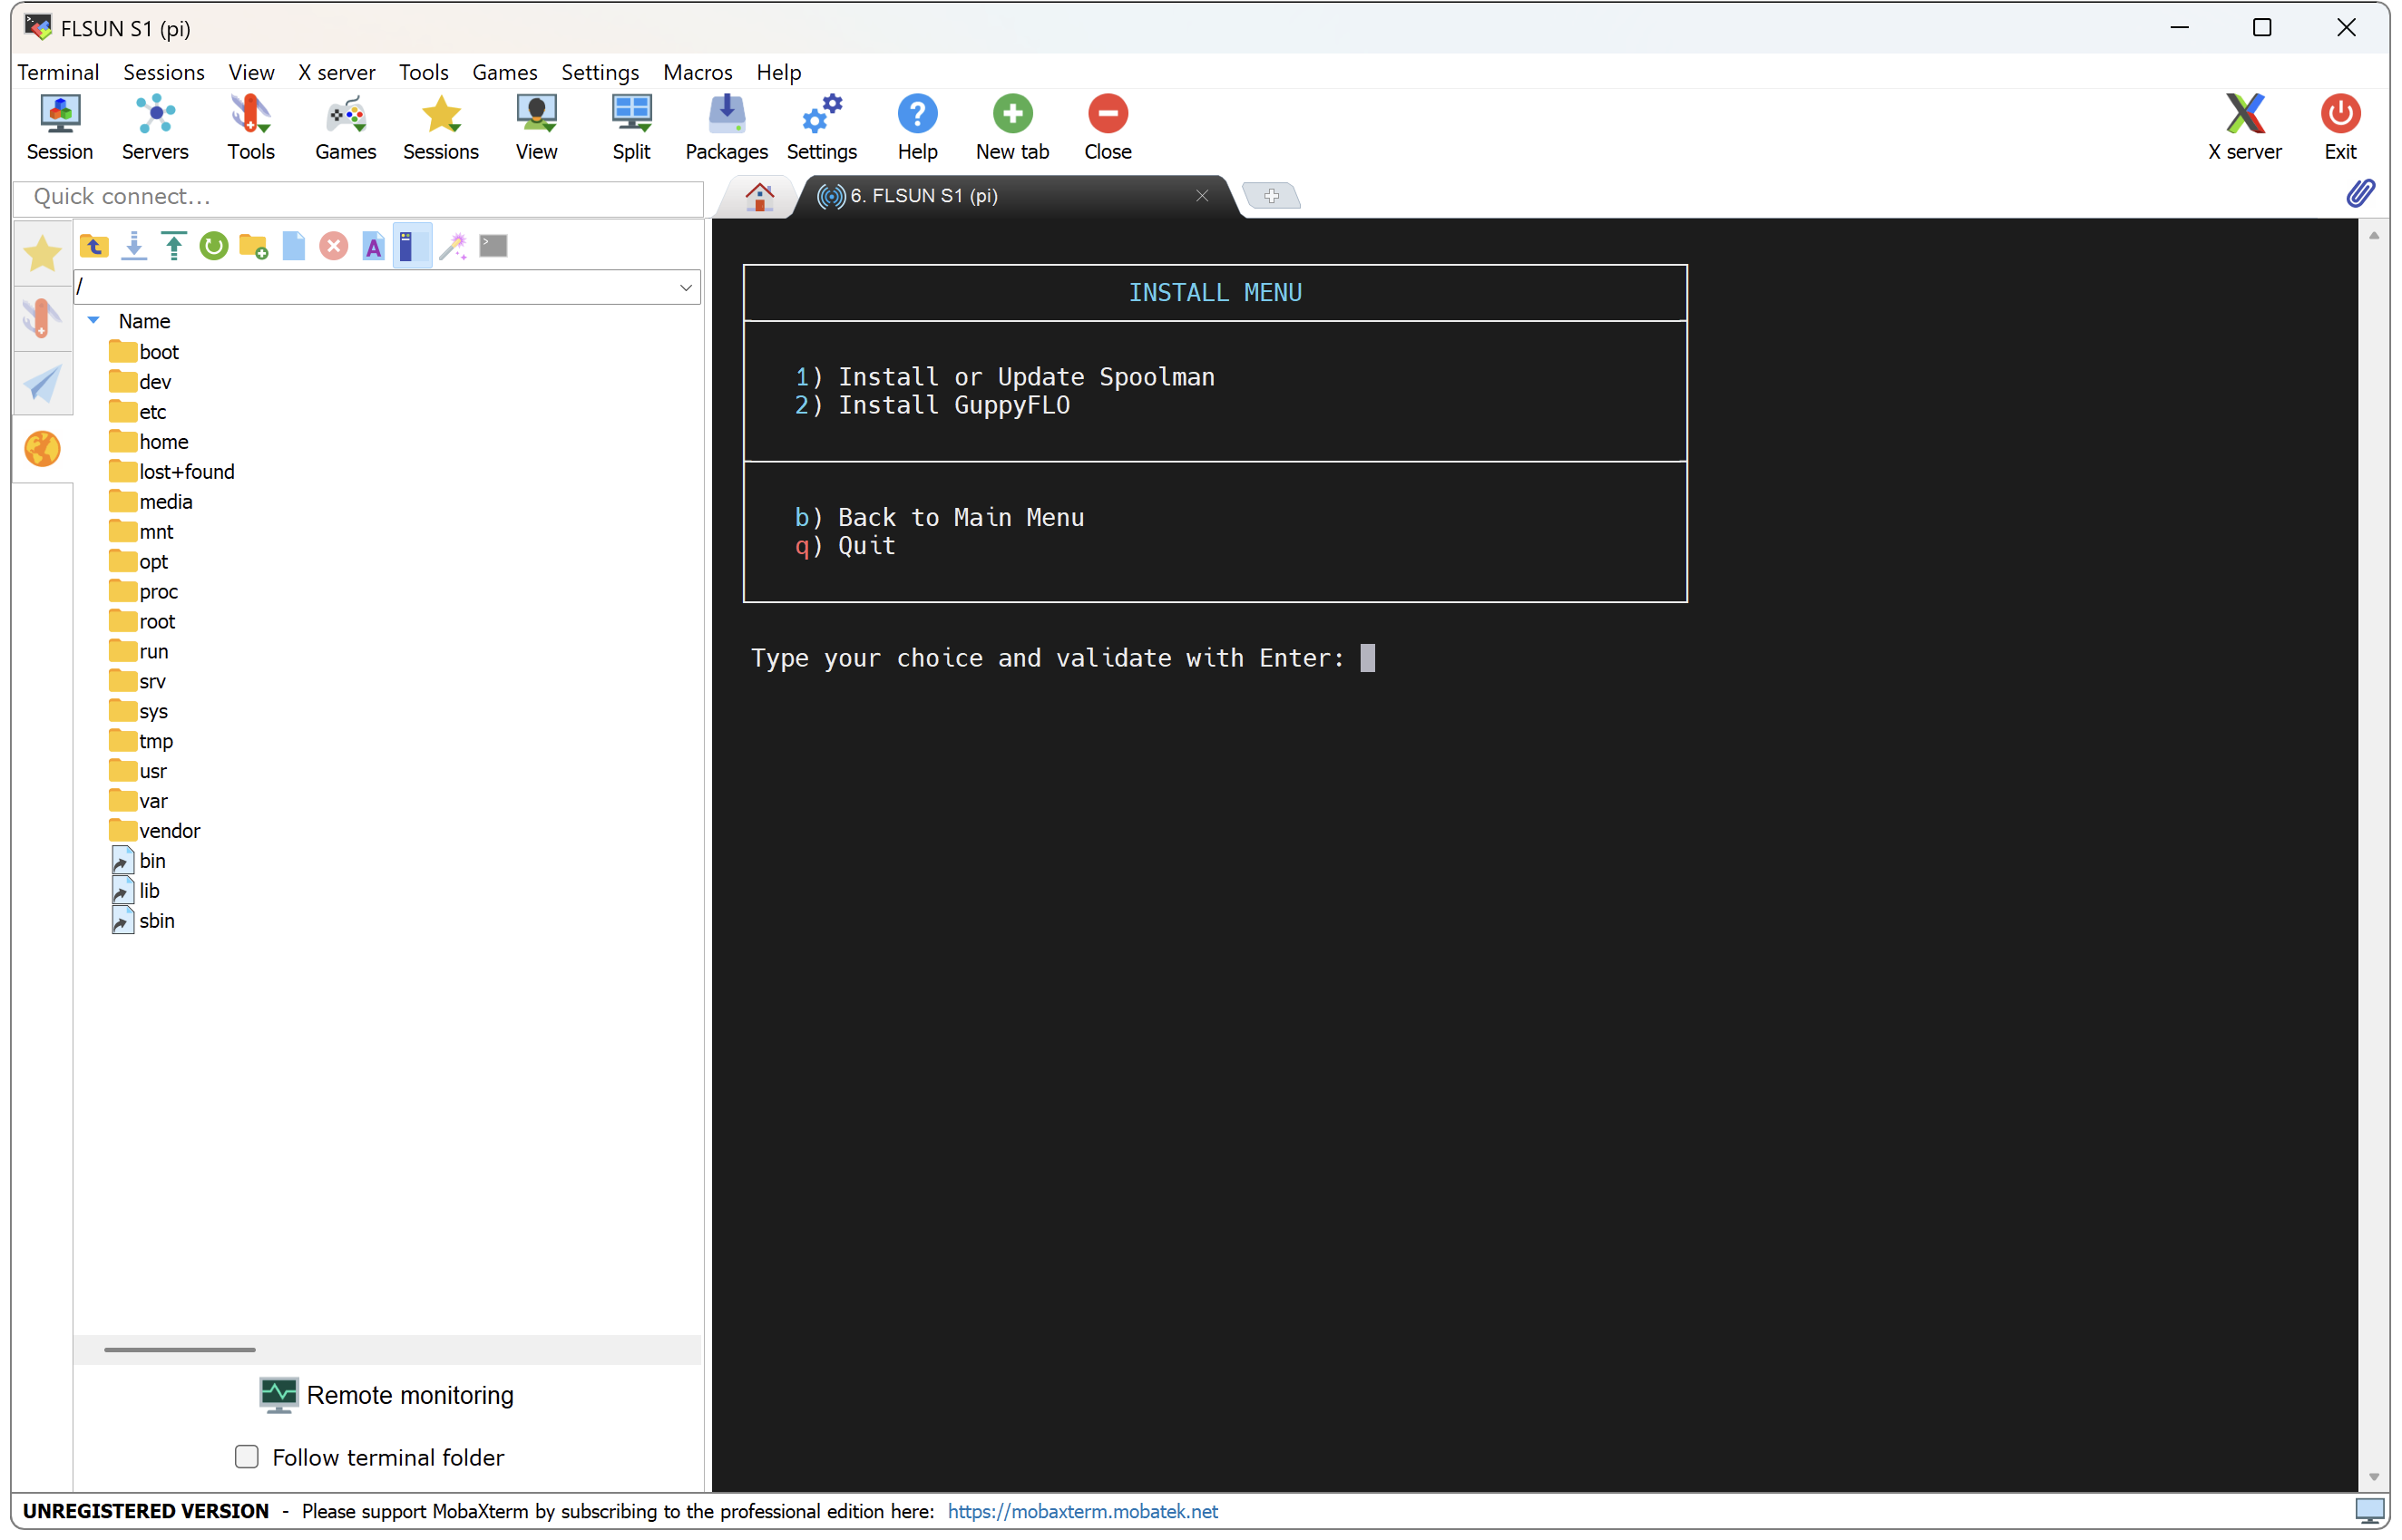 FLSUN S1 (pi)
Terminal Sessions View X server Tools Games Settings Macros Help
Session Servers Tools Games Sessions View Split Packages Settings Help New tab Close X server Exit
Quick connect...
6. FLSUN S1 (pi)
/
Name
boot
dev
etc
home
lost+found
media
mnt
opt
proc
root
run
srv
sys
tmp
usr
var
vendor
bin
lib
sbin
INSTALL MENU
1) Install or Update Spoolman
2) Install GuppyFLO
b) Back to Main Menu
q) Quit
Type your choice and validate with Enter:
Remote monitoring
Follow terminal folder
UNREGISTERED VERSION - Please support MobaXterm by subscribing to the professional edition here: https://mobaxterm.mobatek.net